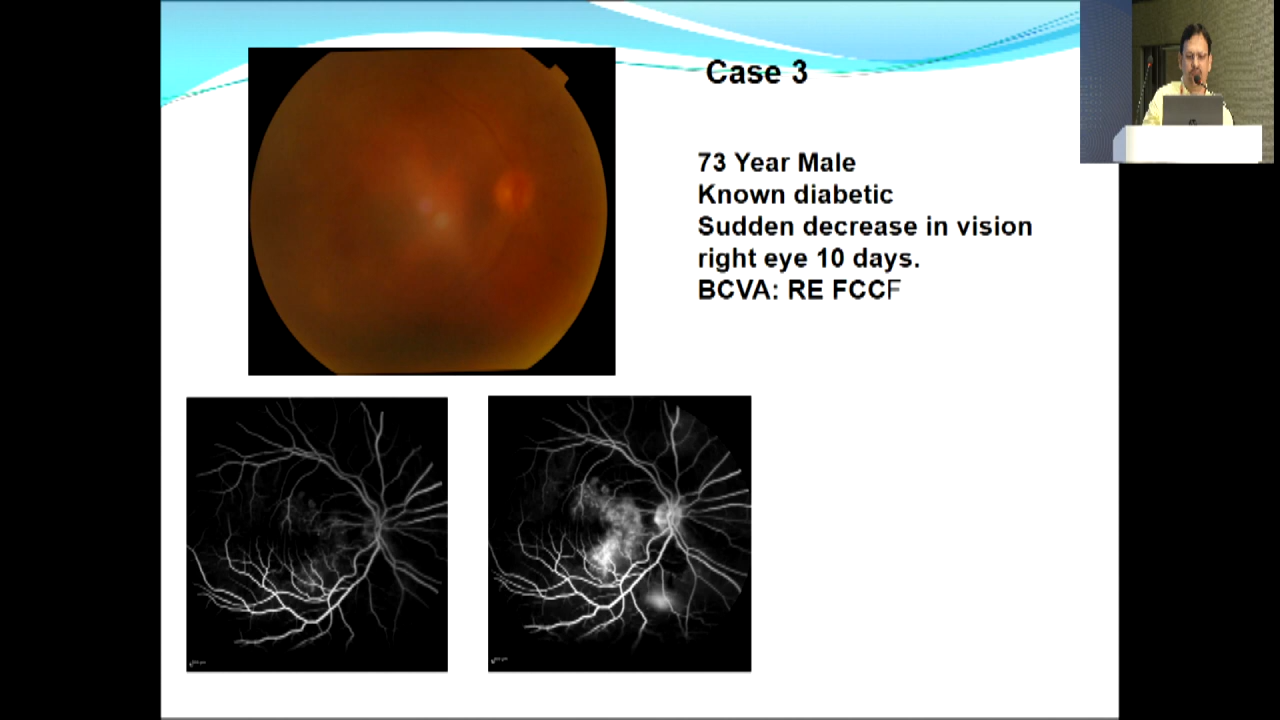 Case 3
73 Year Male
Known diabetic
Sudden decrease in vision
right eye 10 days.
BCVA: RE FCCF